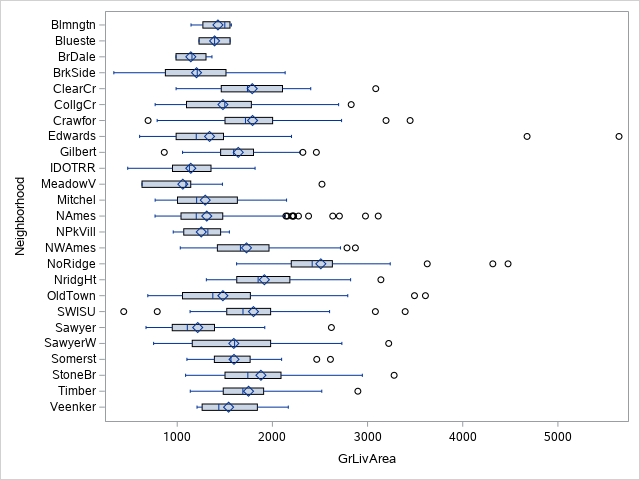 Neighborhood
Blmngtn
Blueste
BrDale
BrkSide
ClearCr
CollgCr
Crawfor
Edwards
Gilbert
IDOTRR
MeadowV
Mitchel
NAmes
NPkVill
NWAmes
NoRidge
NridgHt
OldTown
SWISU
Sawyer
SawyerW
Somerst
StoneBr
Timber
Veenker
1000 2000 3000 4000 5000
GrLivArea